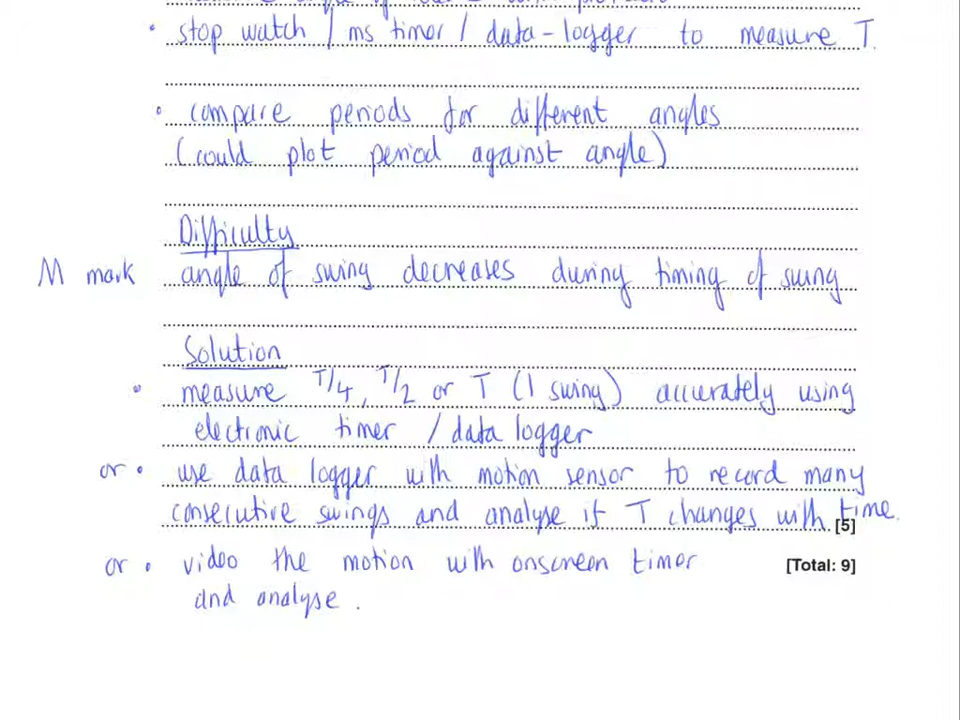 • stop watch / ms timer / data-logger to measure T.
• compare periods for different angles
(could plot period against angle)
Difficulty
M mark angle of swing decreases during timing of swing
Solution
• measure T/4, T/2 or T (1 swing) accurately using
electronic timer / data logger
or • use data logger with motion sensor to record many
consecutive swings and analyse if T changes with time.
[5]
or • video the motion with onscreen timer
[Total: 9]
and analyse.